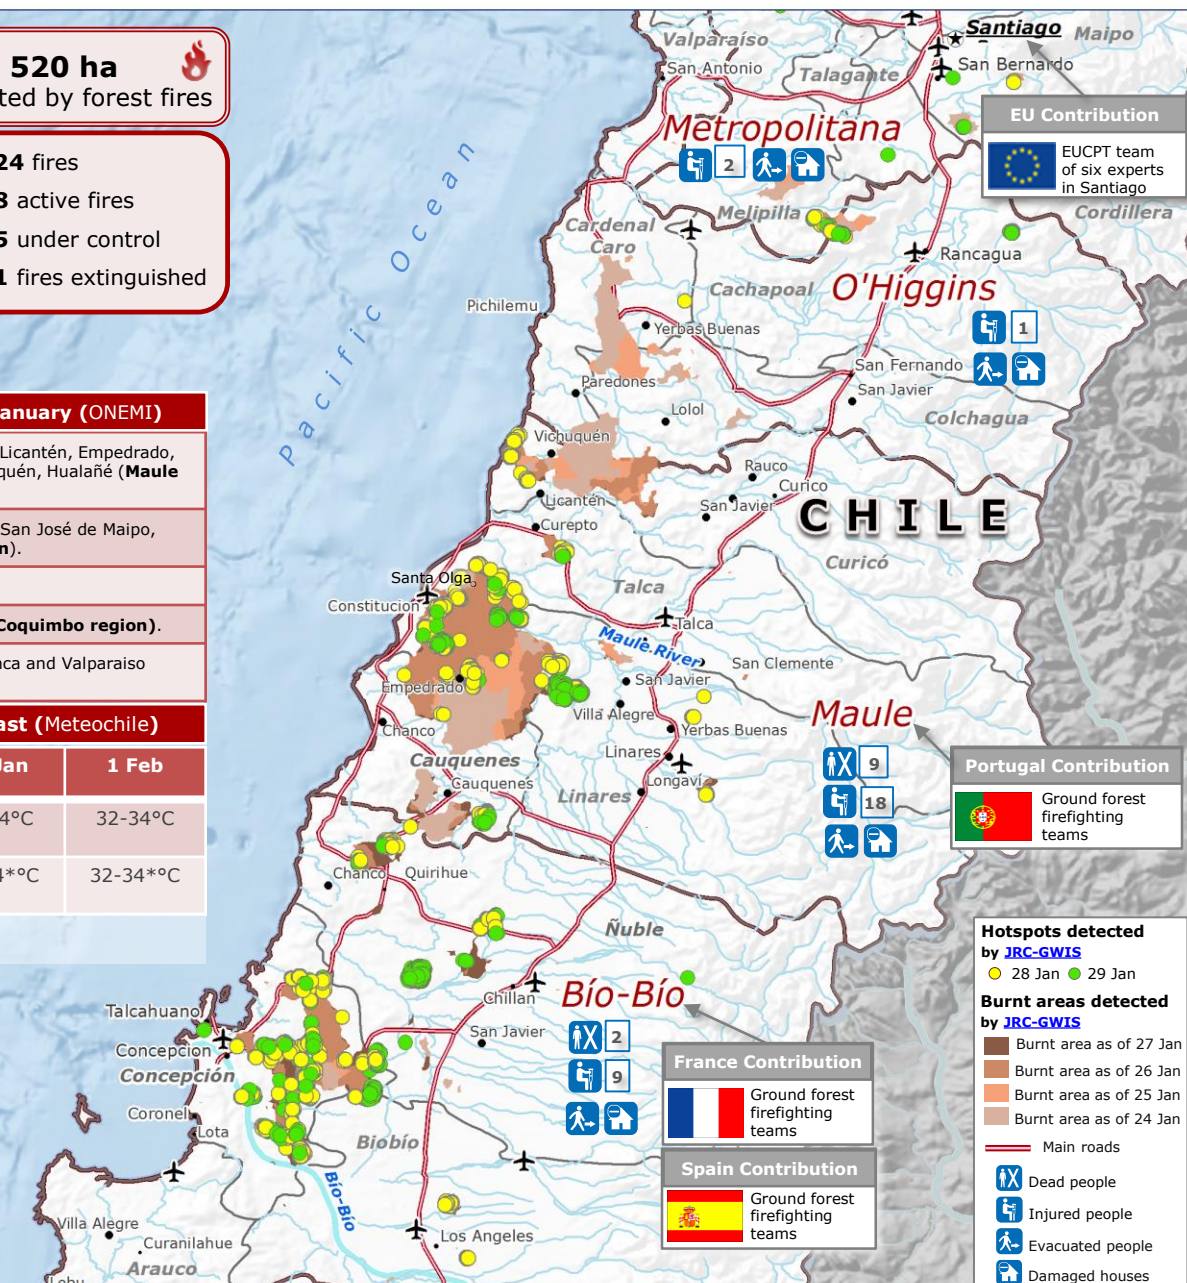 520 ha
ted by forest fires
24 fires
8 active fires
5 under control
1 fires extinguished
anuary (ONEMI)
Licantén, Empedrado,
quén, Hualañé (Maule
San José de Maipo,
n).
Coquimbo region).
ca and Valparaiso
ast (Meteochile)
Jan
1 Feb
4°C
32-34°C
4*°C
32-34*°C
Pacific Ocean
Valparaíso
San Antonio
Talagante
Santiago
Maipo
San Bernardo
EU Contribution
EUCPT team
of six experts
in Santiago
Metropolitana
2
Melipilla
Cordillera
Cardenal
Caro
Rancagua
Cachapoal
O'Higgins
1
Pichilemu
Yerbas Buenas
San Fernando
San Javier
Paredones
Lolol
Colchagua
Vichuquén
Rauco
Curico
Licantén
San Javier
CHILE
Curepto
Curicó
Santa Olga
Talca
Constitucion
Talca
Maule River
San Clemente
Empedrado
San Javier
Villa Alegre
Maule
Chanco
Yerbas Buenas
Linares
Cauquenes
Cauquenes
Longaví
Linares
9
18
Portugal Contribution
Ground forest
firefighting
teams
Chanco
Quirihue
Ñuble
Chillan
Bío-Bío
Talcahuano
San Javier
2
9
Concepcion
Concepción
Coronel
Lota
Biobío
France Contribution
Ground forest
firefighting
teams
Spain Contribution
Ground forest
firefighting
teams
Bío-Bío
Villa Alegre
Curanilahue
Los Angeles
Arauco
Lebu
Hotspots detected
by JRC-GWIS
28 Jan 29 Jan
Burnt areas detected
by JRC-GWIS
Burnt area as of 27 Jan
Burnt area as of 26 Jan
Burnt area as of 25 Jan
Burnt area as of 24 Jan
Main roads
Dead people
Injured people
Evacuated people
Damaged houses